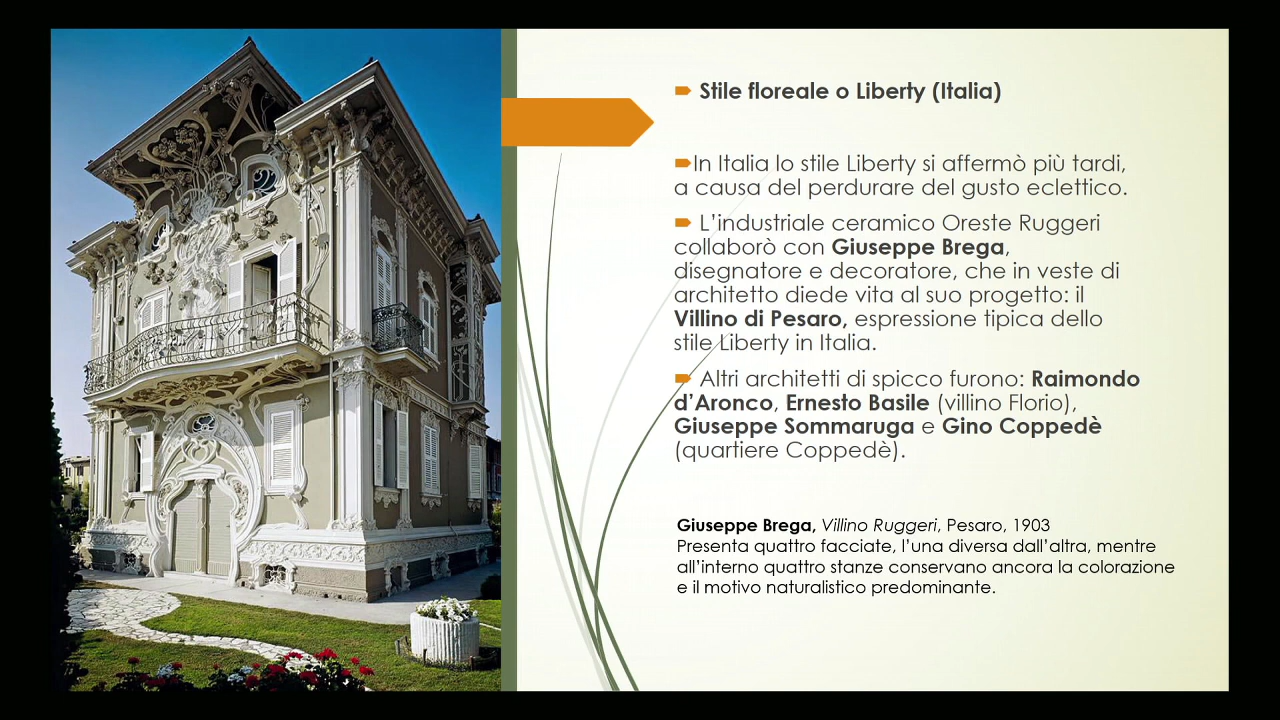 Stile floreale o Liberty (Italia)
In Italia lo stile Liberty si affermò più tardi,
a causa del perdurare del gusto eclettico.
L’industriale ceramico Oreste Ruggeri
collaborò con Giuseppe Brega,
disegnatore e decoratore, che in veste di
architetto diede vita al suo progetto: il
Villino di Pesaro, espressione tipica dello
stile Liberty in Italia.
Altri architetti di spicco furono: Raimondo
d’Aronco, Ernesto Basile (villino Florio),
Giuseppe Sommaruga e Gino Coppedè
(quartiere Coppedè).
Giuseppe Brega, Villino Ruggeri, Pesaro, 1903
Presenta quattro facciate, l’una diversa dall’altra, mentre
all’interno quattro stanze conservano ancora la colorazione
e il motivo naturalistico predominante.